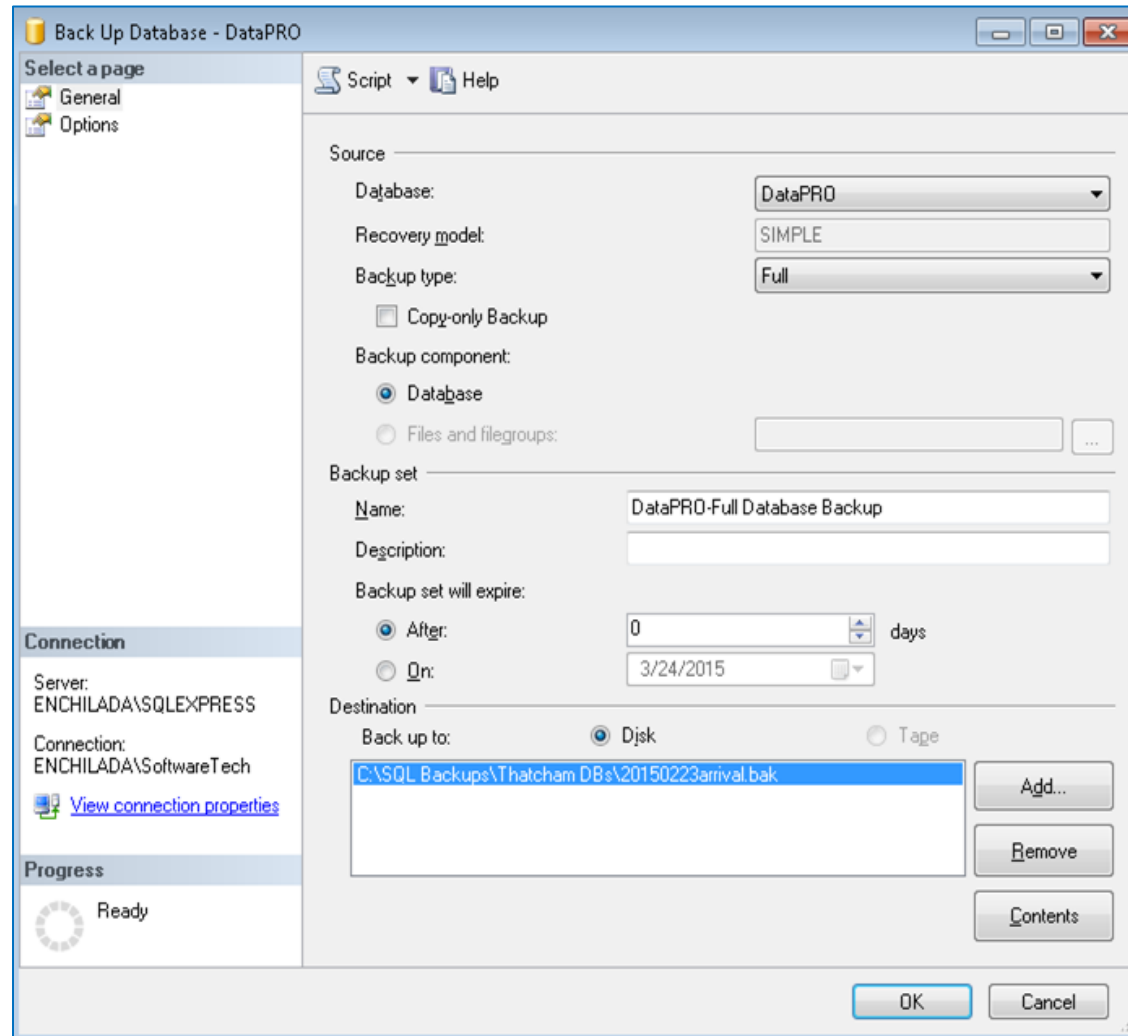 Back Up Database - DataPRO
Select a page
General
Options
Script Help
Source
Database: DataPRO
Recovery model: SIMPLE
Backup type: Full
Copy-only Backup
Backup component:
Database
Files and filegroups: ...
Backup set
Name: DataPRO-Full Database Backup
Description:
Backup set will expire:
After: 0 days
On: 3/24/2015
Destination
Back up to: Disk Tape
C:\SQL Backups\Thatcham DBs\20150223arrival.bak
Add...
Remove
Contents
Connection
Server:
ENCHILADA\SQLEXPRESS
Connection:
ENCHILADA\SoftwareTech
View connection properties
Progress
Ready
OK Cancel